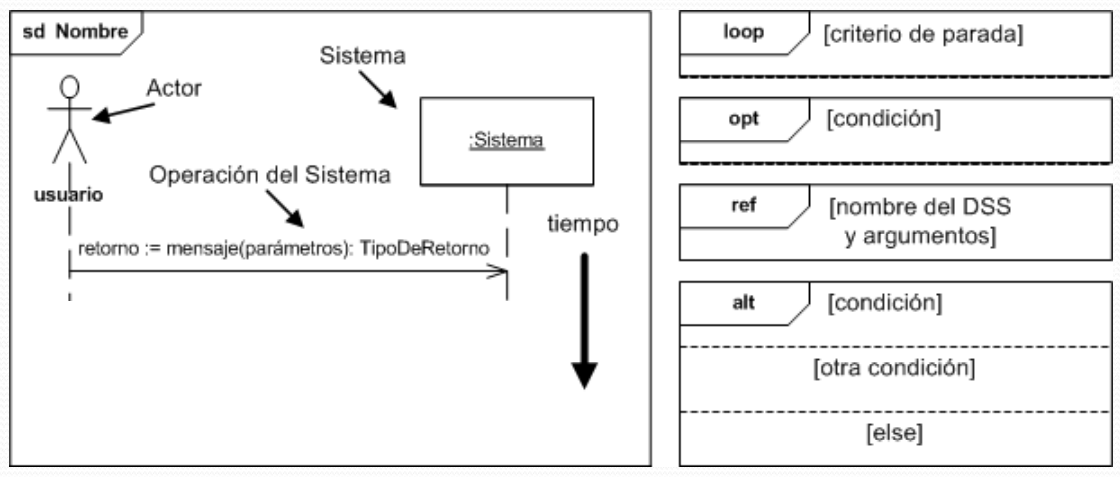 sd Nombre
Sistema
Actor
:Sistema
Operación del Sistema
usuario
tiempo
retorno := mensaje(parámetros): TipoDeRetorno
loop
[criterio de parada]
opt
[condición]
ref
[nombre del DSS
y argumentos]
alt
[condición]
[otra condición]
[else]